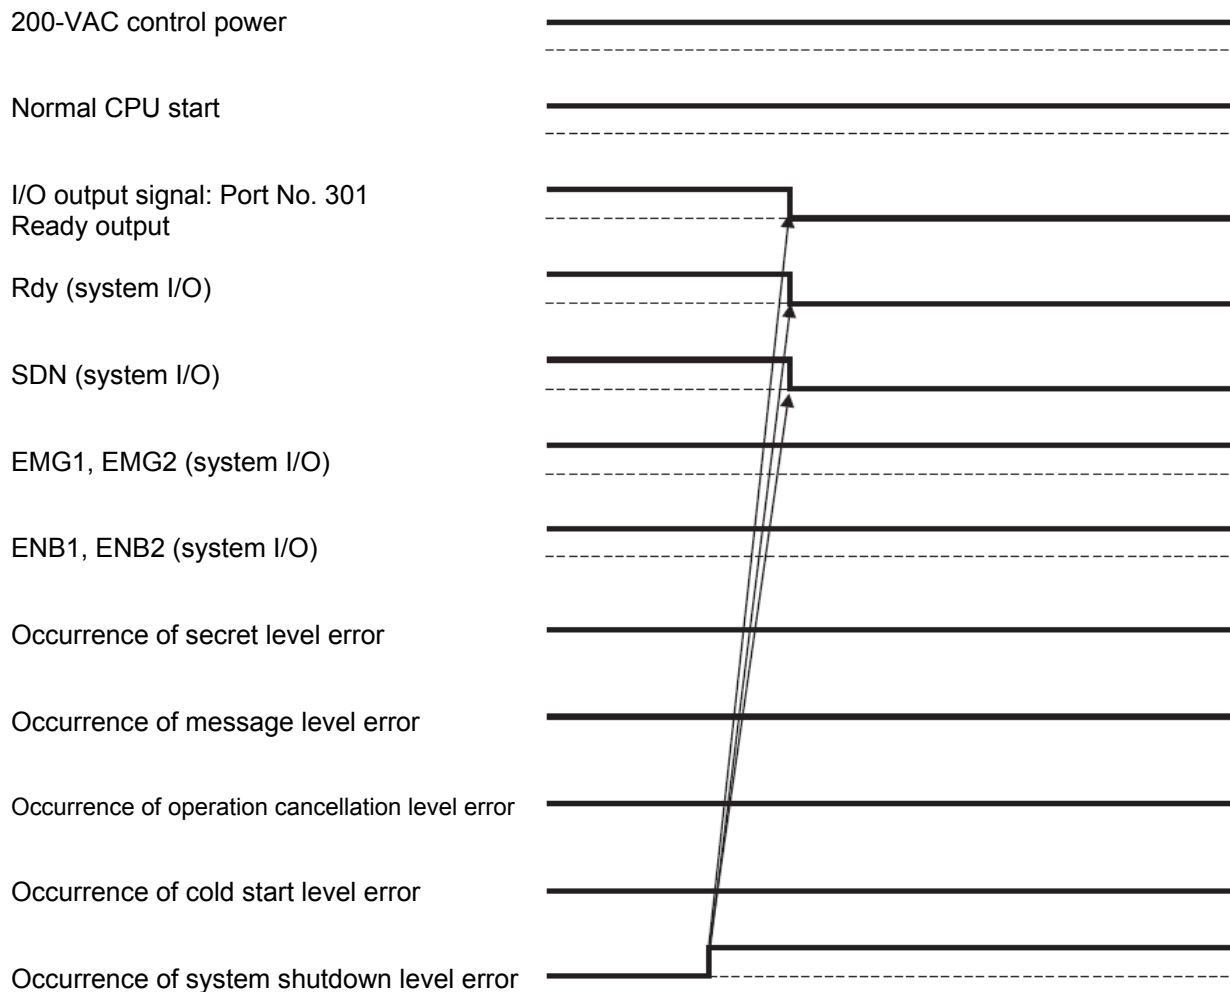 200-VAC control power
Normal CPU start
I/O output signal: Port No. 301
Ready output
Rdy (system I/O)
SDN (system I/O)
EMG1, EMG2 (system I/O)
ENB1, ENB2 (system I/O)
Occurrence of secret level error
Occurrence of message level error
Occurrence of operation cancellation level error
Occurrence of cold start level error
Occurrence of system shutdown level error